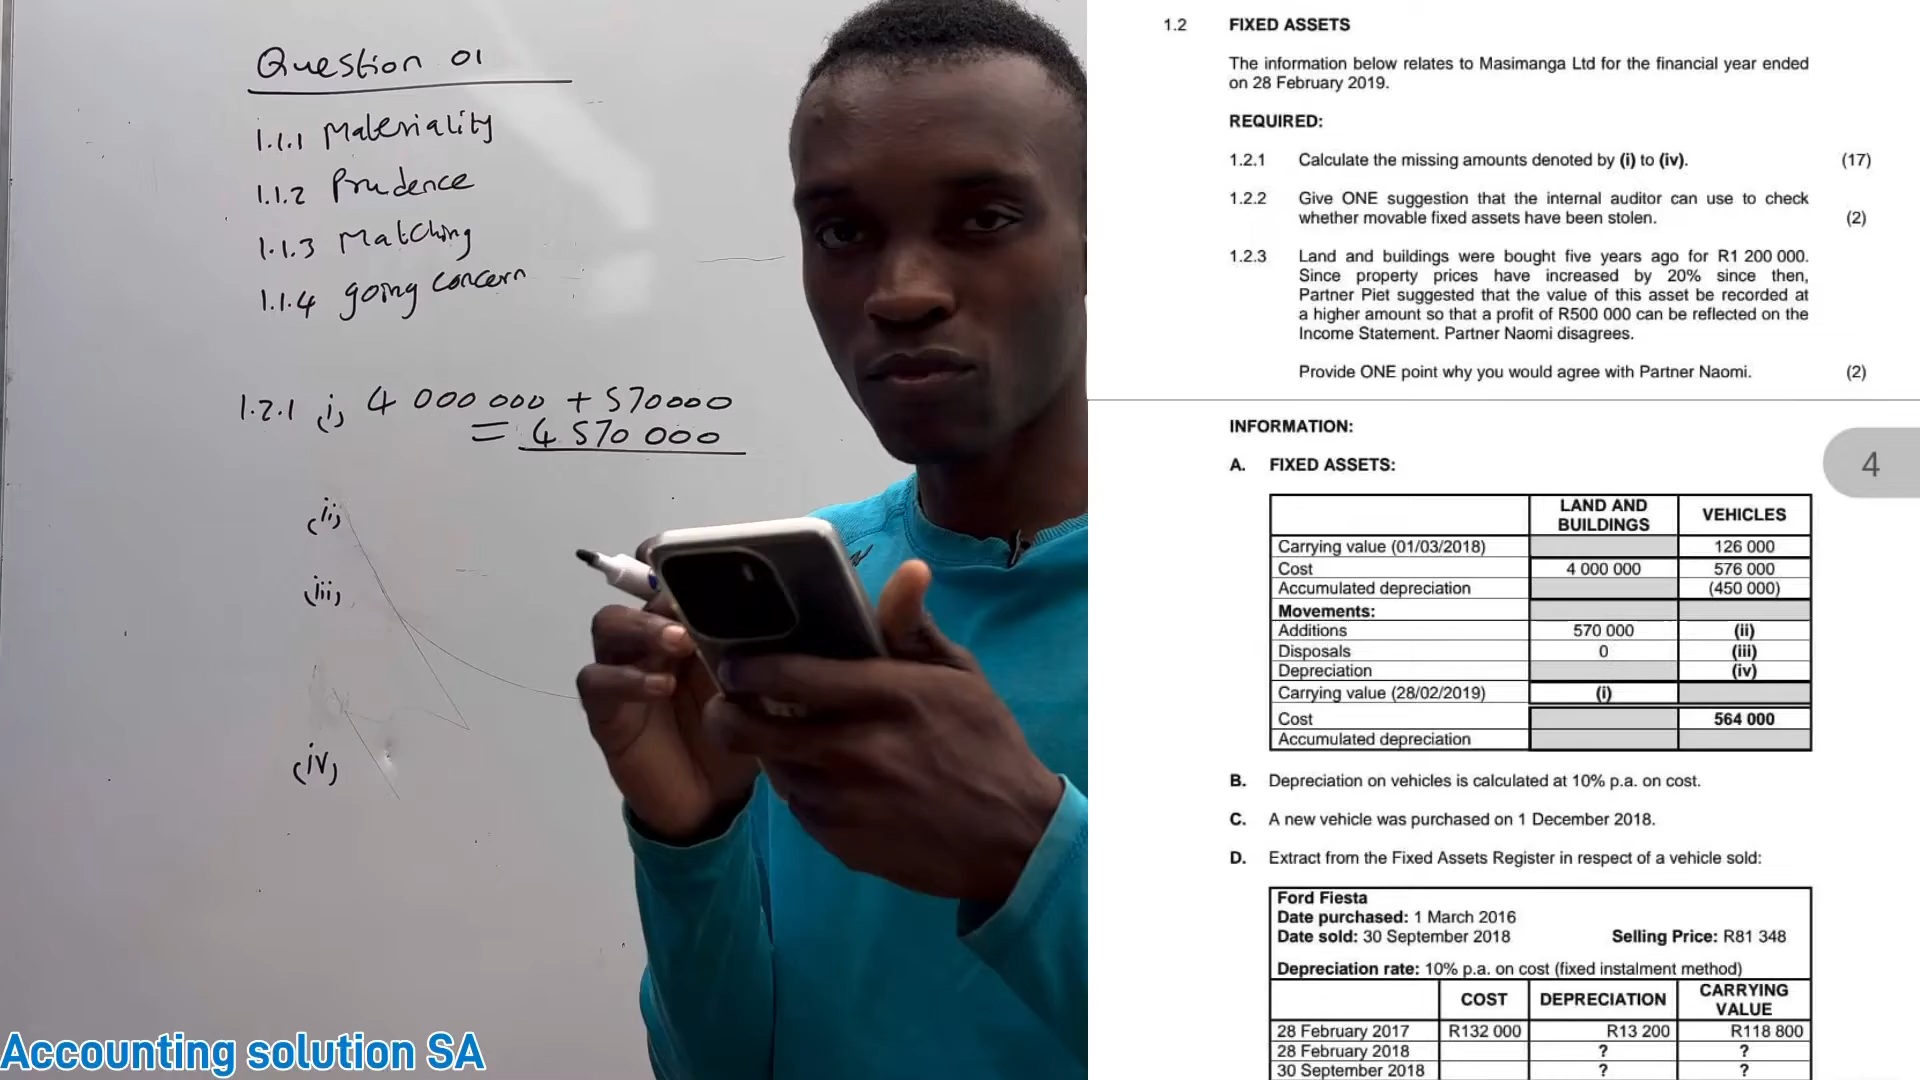 Question 01
1.1.1 Materiality
1.1.2 Prudence
1.1.3 Matching
1.1.4 going concern
1.2.1 (i) 4 000 000 + 570000
= 4 570 000
(ii)
(iii)
(iv)
Accounting solution SA
1.2 FIXED ASSETS
The information below relates to Masimanga Ltd for the financial year ended
on 28 February 2019.
REQUIRED:
1.2.1 Calculate the missing amounts denoted by (i) to (iv). (17)
1.2.2 Give ONE suggestion that the internal auditor can use to check
whether movable fixed assets have been stolen. (2)
1.2.3 Land and buildings were bought five years ago for R1 200 000.
Since property prices have increased by 20% since then,
Partner Piet suggested that the value of this asset be recorded at
a higher amount so that a profit of R500 000 can be reflected on the
Income Statement. Partner Naomi disagrees.
Provide ONE point why you would agree with Partner Naomi. (2)
INFORMATION:
4
A. FIXED ASSETS:
LAND AND BUILDINGS VEHICLES
Carrying value (01/03/2018) 126 000
Cost 4 000 000 576 000
Accumulated depreciation (450 000)
Movements:
Additions 570 000 (ii)
Disposals 0 (iii)
Depreciation (iv)
Carrying value (28/02/2019) (i)
Cost 564 000
Accumulated depreciation
B. Depreciation on vehicles is calculated at 10% p.a. on cost.
C. A new vehicle was purchased on 1 December 2018.
D. Extract from the Fixed Assets Register in respect of a vehicle sold:
Ford Fiesta
Date purchased: 1 March 2016
Date sold: 30 September 2018 Selling Price: R81 348
Depreciation rate: 10% p.a. on cost (fixed instalment method)
COST DEPRECIATION CARRYING VALUE
28 February 2017 R132 000 R13 200 R118 800
28 February 2018 ? ?
30 September 2018 ? ?